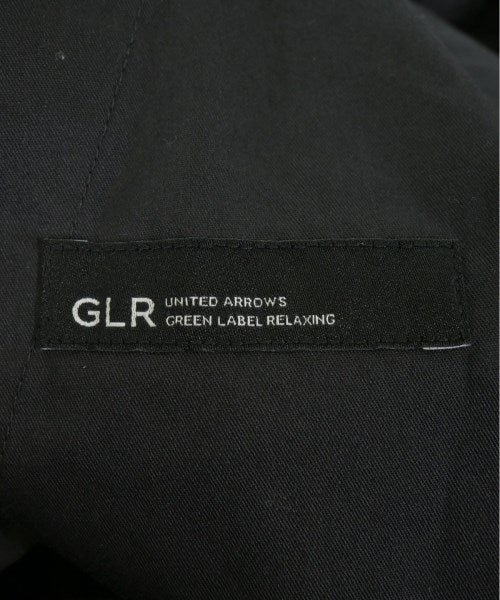 GLR
UNITED ARROWS
GREEN LABEL RELAXING